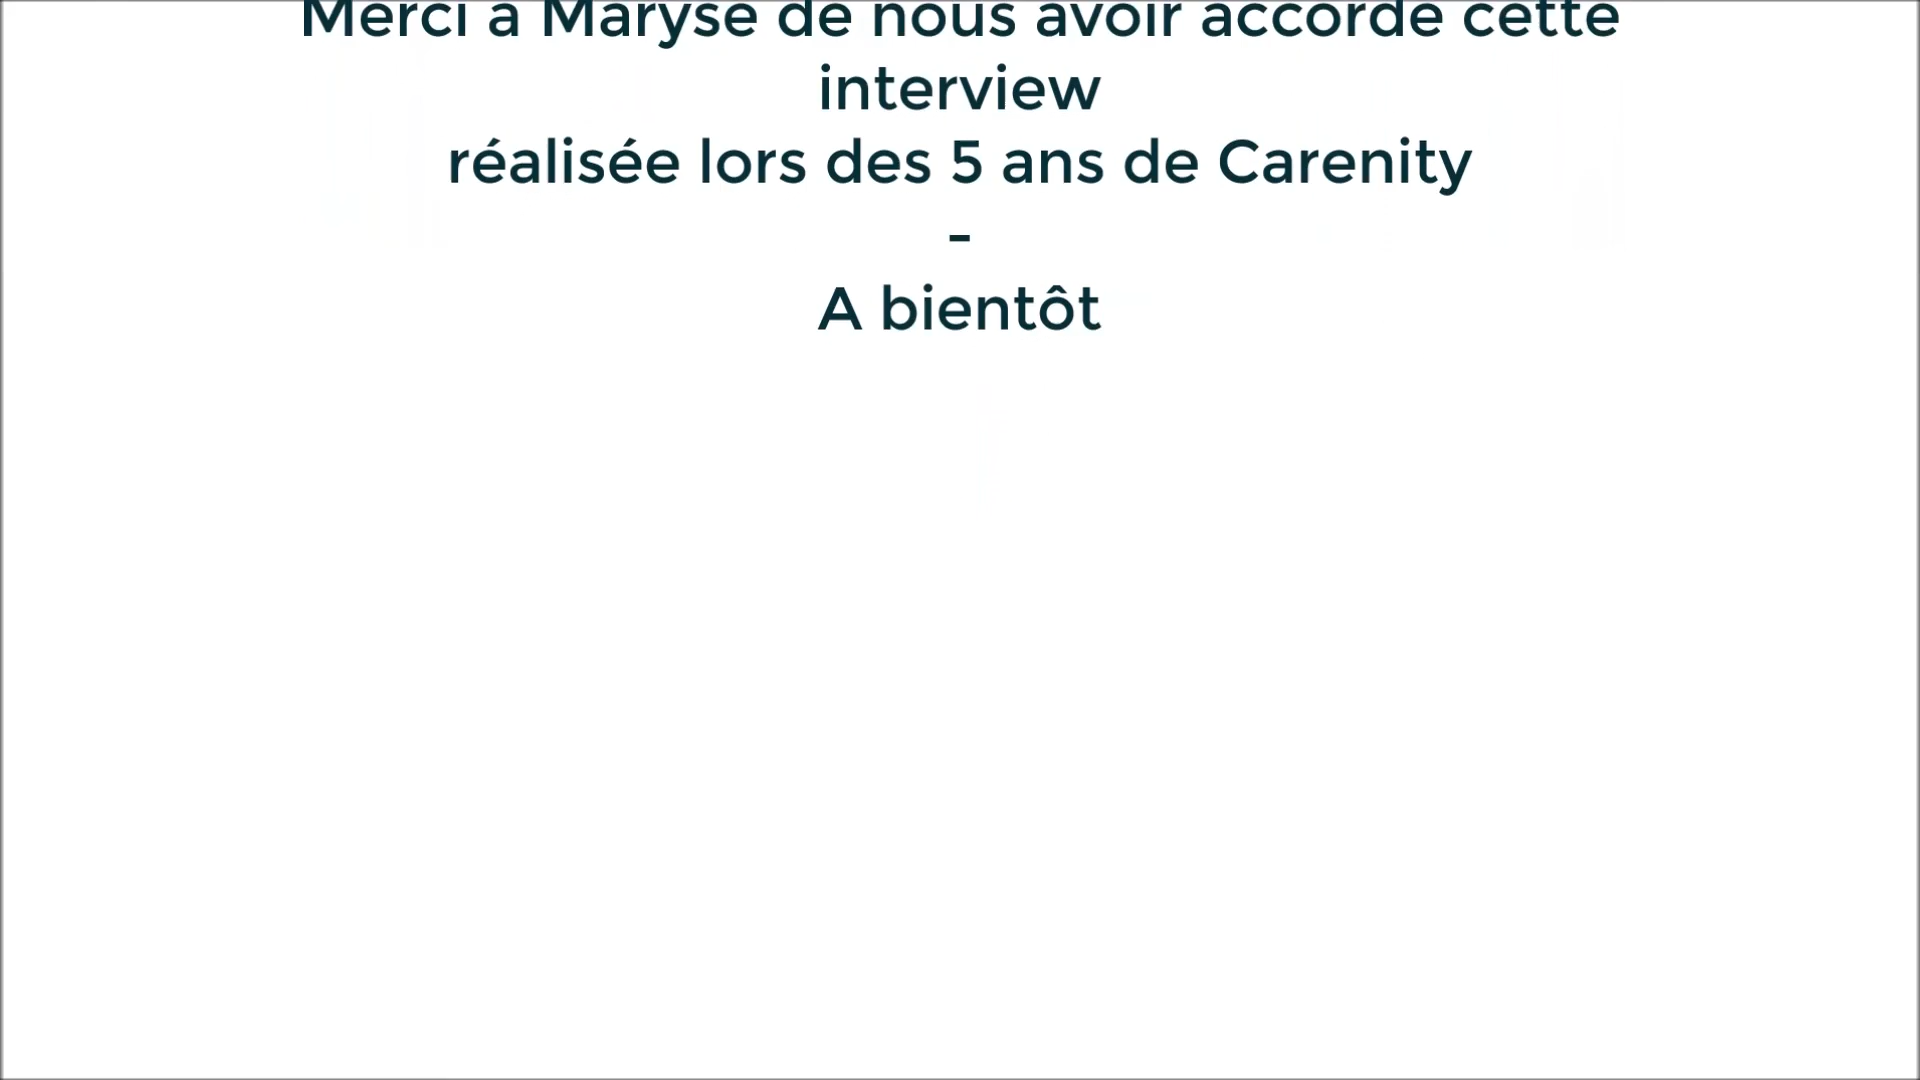 Merci à Maryse de nous avoir accordé cette
interview
réalisée lors des 5 ans de Carenity
-
A bientôt